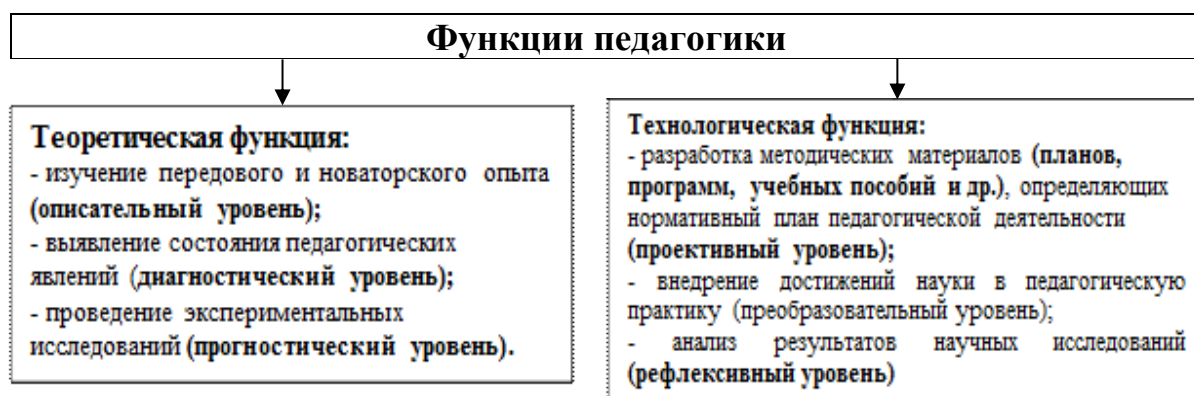 Функции педагогики
Теоретическая функция:
- изучение передового и новаторского опыта
(описательный уровень);
- выявление состояния педагогических
явлений (диагностический уровень);
- проведение экспериментальных
исследований (прогностический уровень).
Технологическая функция:
- разработка методических материалов (планов,
программ, учебных пособий и др.), определяющих
нормативный план педагогической деятельности
(проективный уровень);
- внедрение достижений науки в педагогическую
практику (преобразовательный уровень);
- анализ результатов научных исследований
(рефлексивный уровень)